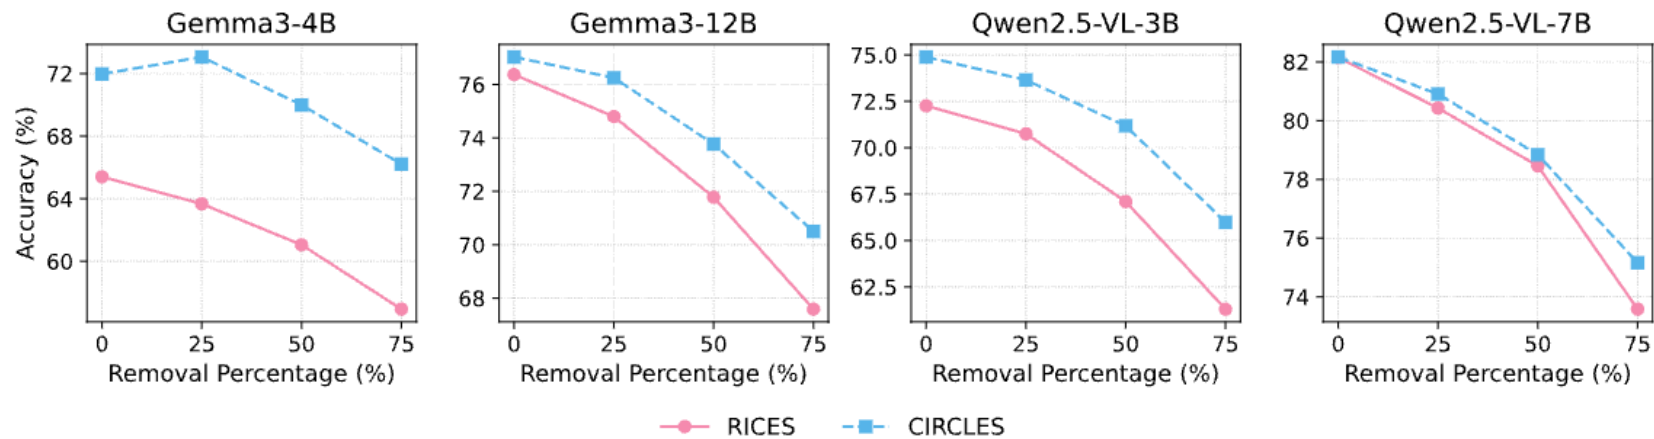 Gemma3-4B
Accuracy (%)
72
68
64
60
0 25 50 75
Removal Percentage (%)
Gemma3-12B
76
74
72
70
68
0 25 50 75
Removal Percentage (%)
Qwen2.5-VL-3B
75.0
72.5
70.0
67.5
65.0
62.5
0 25 50 75
Removal Percentage (%)
Qwen2.5-VL-7B
82
80
78
76
74
0 25 50 75
Removal Percentage (%)
RICES CIRCLES